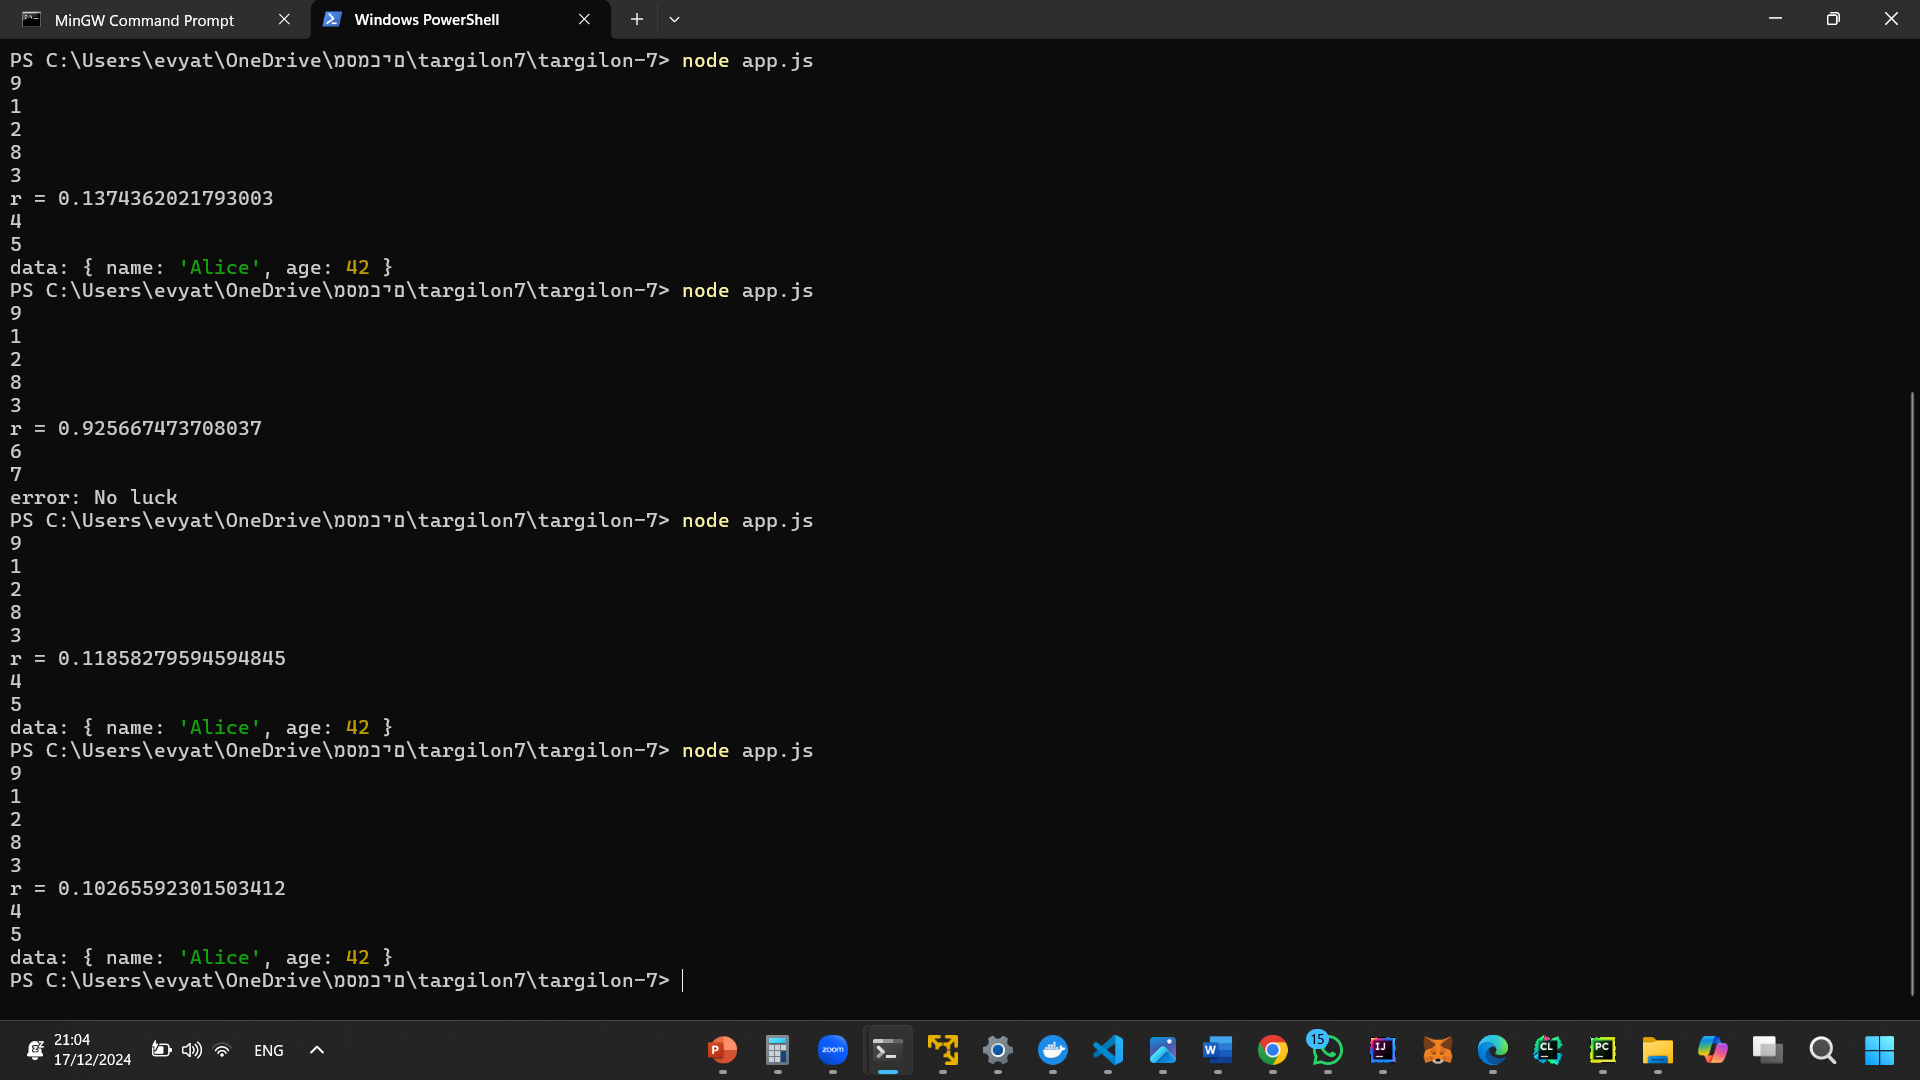 MinGW Command Prompt
Windows PowerShell
PS C:\Users\evyat\OneDrive\מסמכים\targilon7\targilon-7> node app.js
9
1
2
8
3
r = 0.1374362021793003
4
5
data: { name: 'Alice', age: 42 }
PS C:\Users\evyat\OneDrive\מסמכים\targilon7\targilon-7> node app.js
9
1
2
8
3
r = 0.925667473708037
6
7
error: No luck
PS C:\Users\evyat\OneDrive\מסמכים\targilon7\targilon-7> node app.js
9
1
2
8
3
r = 0.11858279594594845
4
5
data: { name: 'Alice', age: 42 }
PS C:\Users\evyat\OneDrive\מסמכים\targilon7\targilon-7> node app.js
9
1
2
8
3
r = 0.10265592301503412
4
5
data: { name: 'Alice', age: 42 }
PS C:\Users\evyat\OneDrive\מסמכים\targilon7\targilon-7>
21:04
17/12/2024
ENG
P
zoom
W
15
IJ
CL
PC